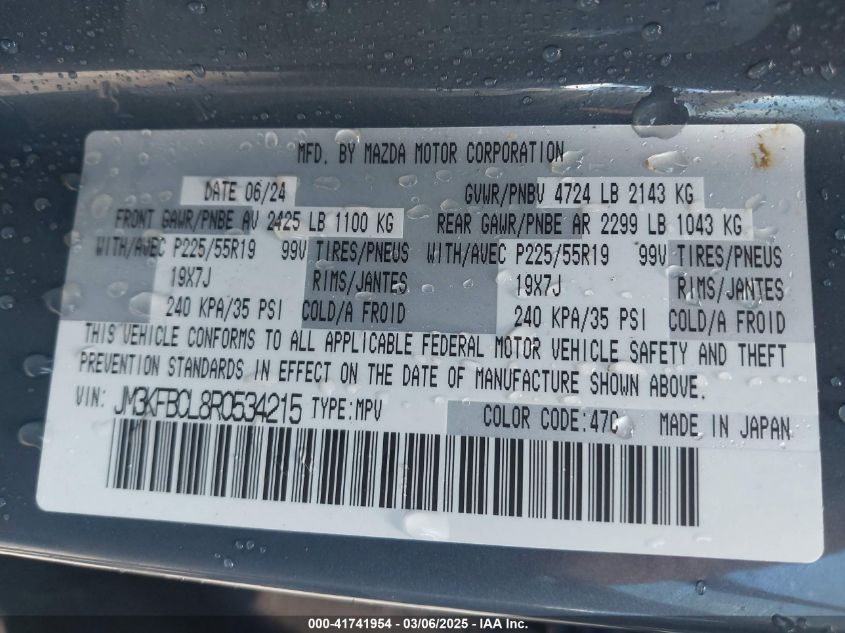 MFD. BY MAZDA MOTOR CORPORATION
DATE 06/24 GVWR/PNBV 4724 LB 2143 KG
FRONT GAWR/PNBE AV 2425 LB 1100 KG REAR GAWR/PNBE AR 2299 LB 1043 KG
WITH/AVEC P225/55R19 99V TIRES/PNEUS WITH/AVEC P225/55R19 99V TIRES/PNEUS
19X7J RIMS/JANTES 19X7J RIMS/JANTES
240 KPA/35 PSI COLD/A FROID 240 KPA/35 PSI COLD/A FROID
THIS VEHICLE CONFORMS TO ALL APPLICABLE FEDERAL MOTOR VEHICLE SAFETY AND THEFT
PREVENTION STANDARDS IN EFFECT ON THE DATE OF MANUFACTURE SHOWN ABOVE.
VIN: JM3KFBCL8R0534215 TYPE:MPV COLOR CODE:47C MADE IN JAPAN
000-41741954 - 03/06/2025 - IAA Inc.